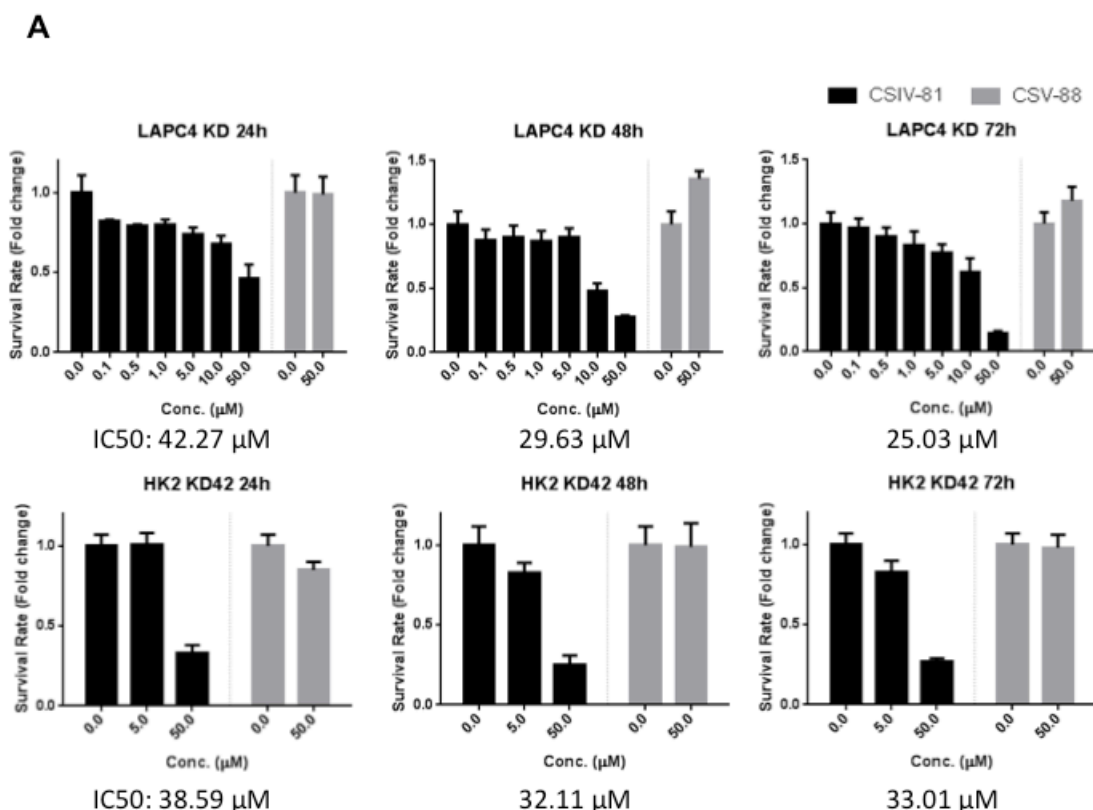 A
CSIV-81 CSV-88
LAPC4 KD 24h
Survival Rate (Fold change)
1.0
0.5
0.0
0.0 0.1 0.5 1.0 5.0 10.0 50.0 0.0 50.0
Conc. (μM)
IC50: 42.27 μM
LAPC4 KD 48h
Survival Rate (Fold change)
1.5
1.0
0.5
0.0
0.0 0.1 0.5 1.0 5.0 10.0 50.0 0.0 50.0
Conc. (μM)
29.63 μM
LAPC4 KD 72h
Survival Rate (Fold change)
1.5
1.0
0.5
0.0
0.0 0.1 0.5 1.0 5.0 10.0 50.0 0.0 50.0
Conc. (μM)
25.03 μM
HK2 KD42 24h
Survival Rate (Fold change)
1.0
0.5
0.0
0.0 5.0 50.0 0.0 50.0
Conc. (μM)
IC50: 38.59 μM
HK2 KD42 48h
Survival Rate (Fold change)
1.0
0.5
0.0
0.0 5.0 50.0 0.0 50.0
Conc. (μM)
32.11 μM
HK2 KD42 72h
Survival Rate (Fold change)
1.0
0.5
0.0
0.0 5.0 50.0 0.0 50.0
Conc. (μM)
33.01 μM